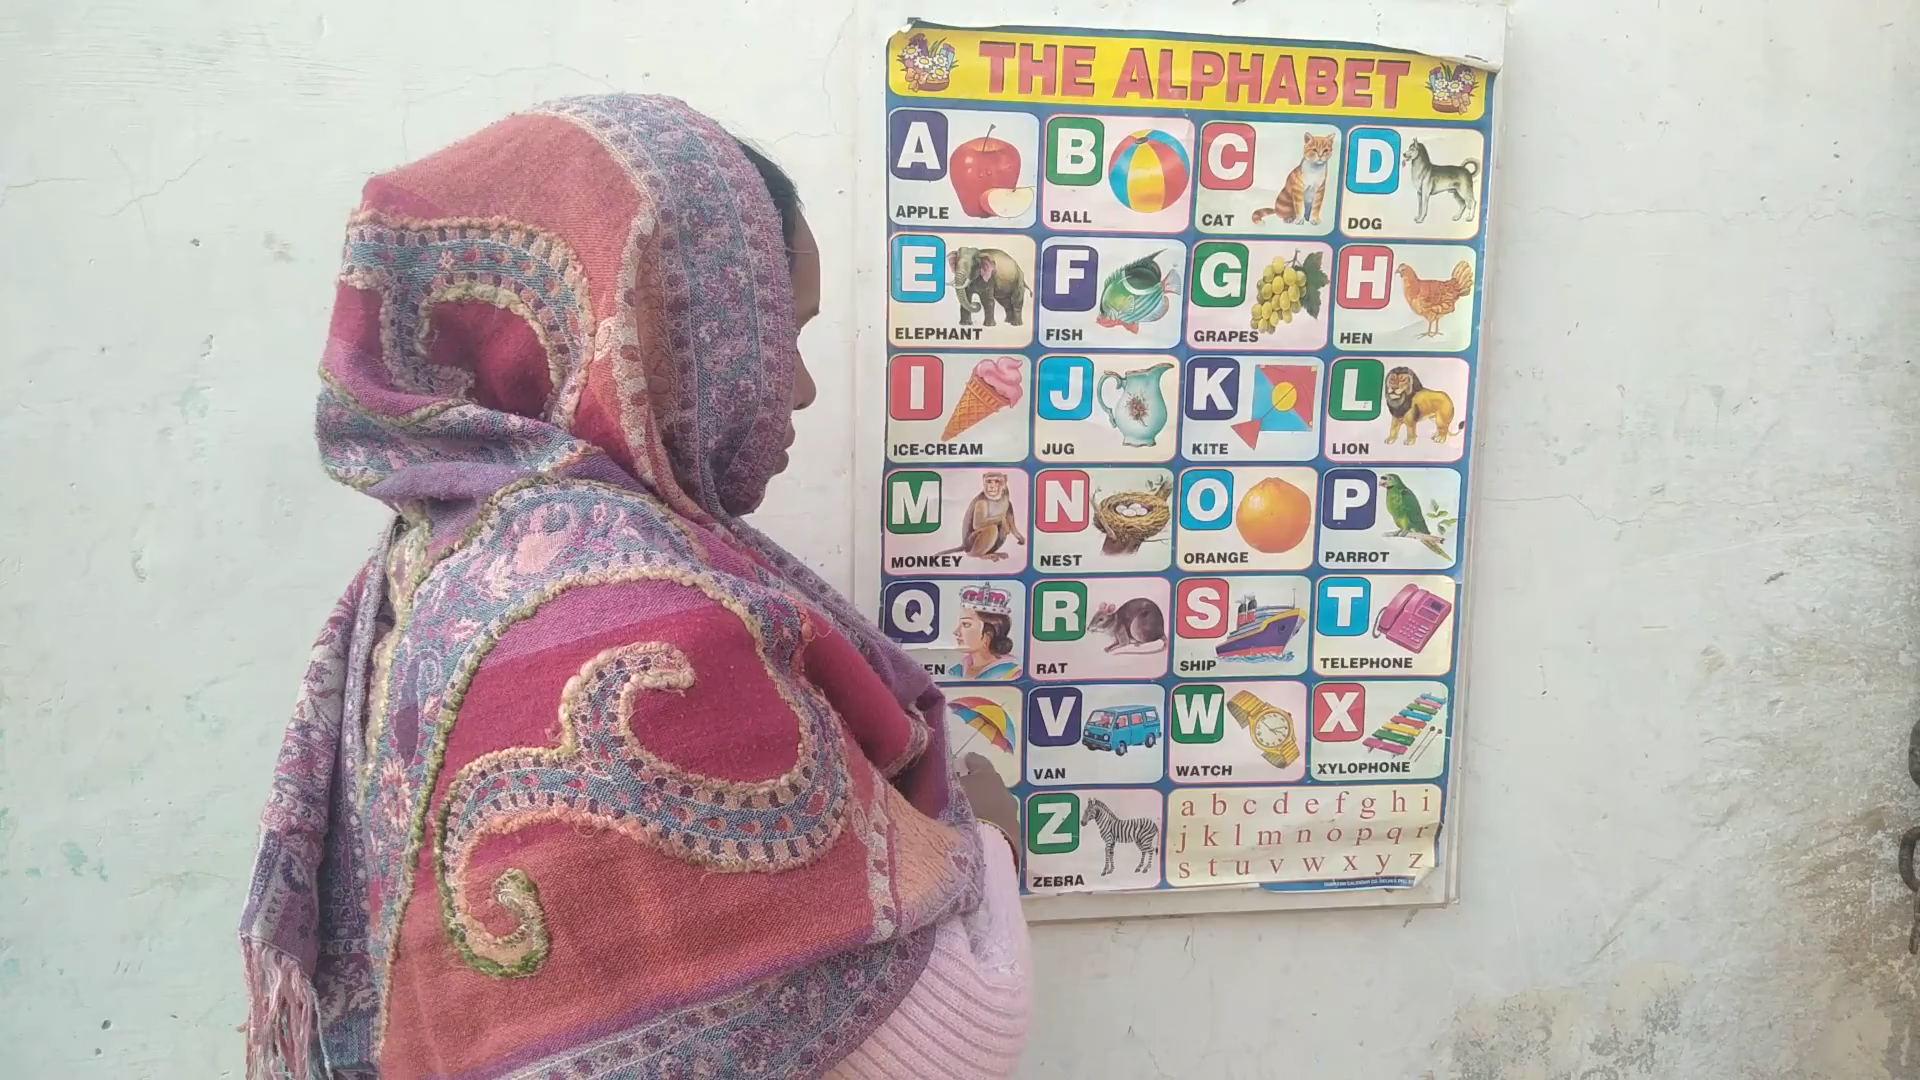 THE ALPHABET
A B C D
APPLE BALL CAT DOG
E F G H
ELEPHANT FISH GRAPES HEN
I J K L
ICE-CREAM JUG KITE LION
M N O P
MONKEY NEST ORANGE PARROT
Q R S T
EN RAT SHIP TELEPHONE
V W X
VAN WATCH XYLOPHONE
Z
ZEBRA
a b c d e f g h i
j k l m n o p q r
s t u v w x y z